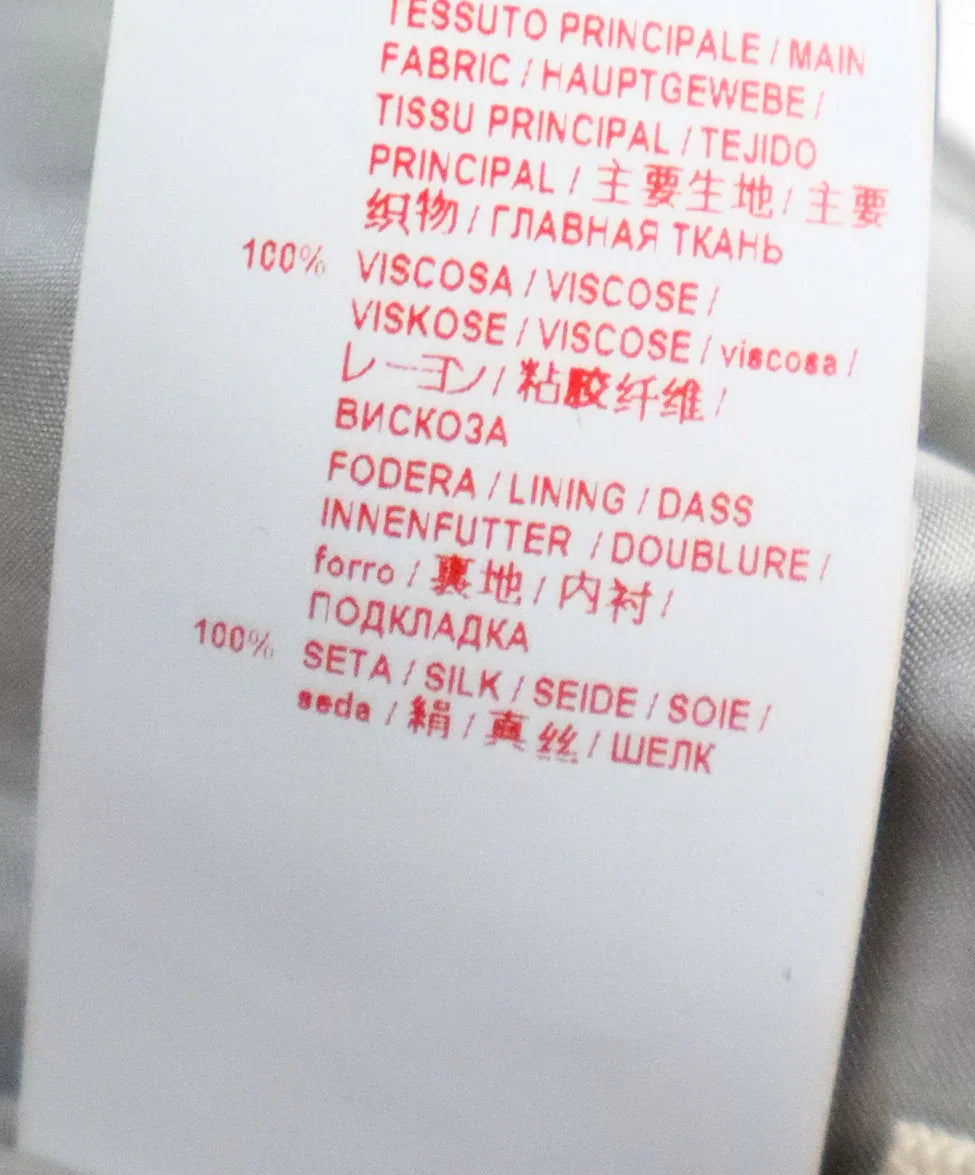 TESSUTO PRINCIPALE / MAIN
FABRIC / HAUPTGEWEBE /
TISSU PRINCIPAL / TEJIDO
PRINCIPAL / 主要生地 / 主要
织物 / ГЛАВНАЯ ТКАНЬ
100% VISCOSA / VISCOSE /
VISKOSE / VISCOSE / viscosa /
レーヨン / 粘胶纤维 /
ВИСКОЗА
FODERA / LINING / DASS
INNENFUTTER / DOUBLURE /
forro / 裏地 / 内衬 /
ПОДКЛАДКА
100% SETA / SILK / SEIDE / SOIE /
seda / 絹 / 真丝 / ШЕЛК